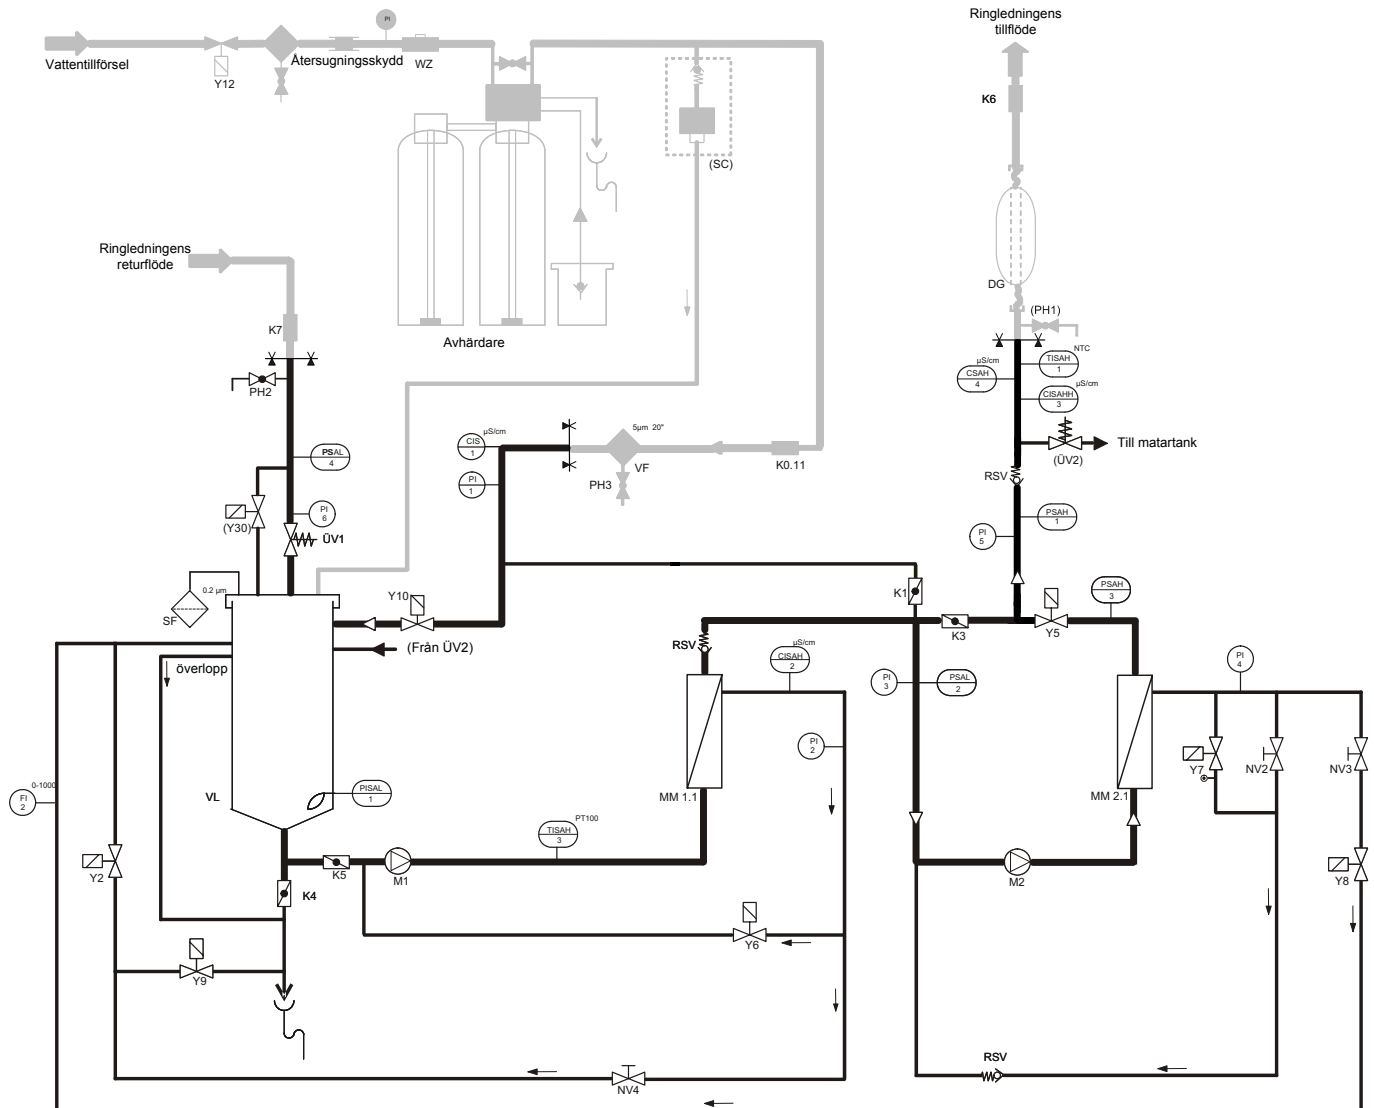 Ringledningens
tillflöde
PI
Vattentillförsel
Återsugningsskydd
WZ
Y12
K6
(SC)
Ringledningens
returflöde
DG
(PH1)
K7
Avhärdare
NTC
TISAH
1
µS/cm
CSAH
4
µS/cm
CISAHH
3
PH2
5µm 20"
µS/cm
CIS
1
Till matartank
(ÜV2)
PSAL
4
VF
K0.11
RSV
PI
1
PH3
PI
6
PSAH
1
(Y30)
ÜV1
PI
5
0.2 µm
SF
Y10
K1
PSAH
3
(Från ÜV2)
K3
Y5
RSV
µS/cm
CISAH
2
överlopp
PI
3
PSAL
2
PI
4
PI
2
Y7
NV2
NV3
0-1000
FI
2
VL
PISAL
1
MM 1.1
MM 2.1
PT100
TISAH
3
Y2
K5
M1
M2
Y8
K4
Y6
Y9
RSV
NV4